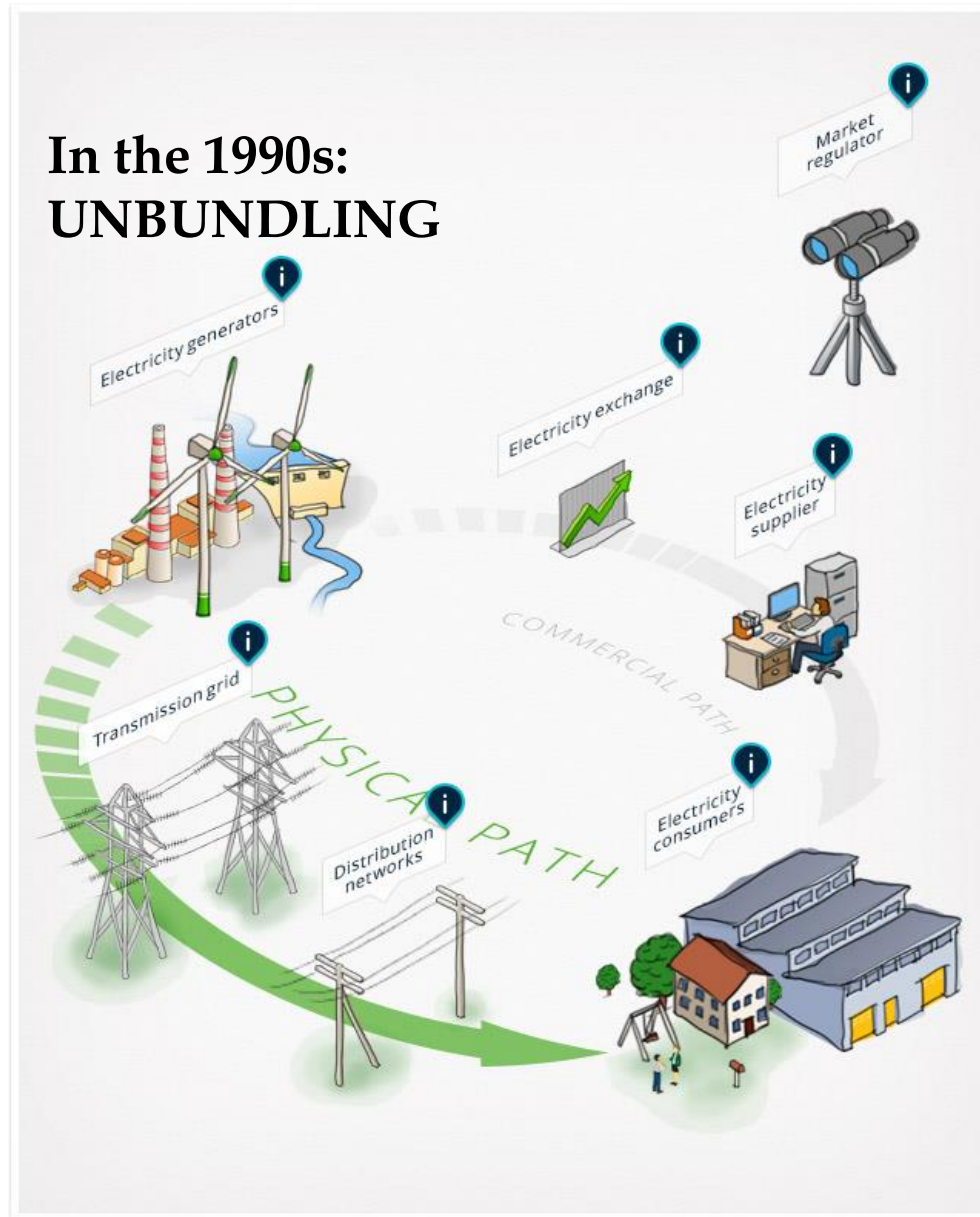 In the 1990s:
UNBUNDLING
i
Market
regulator
i
Electricity generators
i
Electricity exchange
i
Electricity
supplier
COMMERCIAL PATH
i
Transmission grid
PHYSICAL PATH
i
Distribution
networks
i
Electricity
consumers